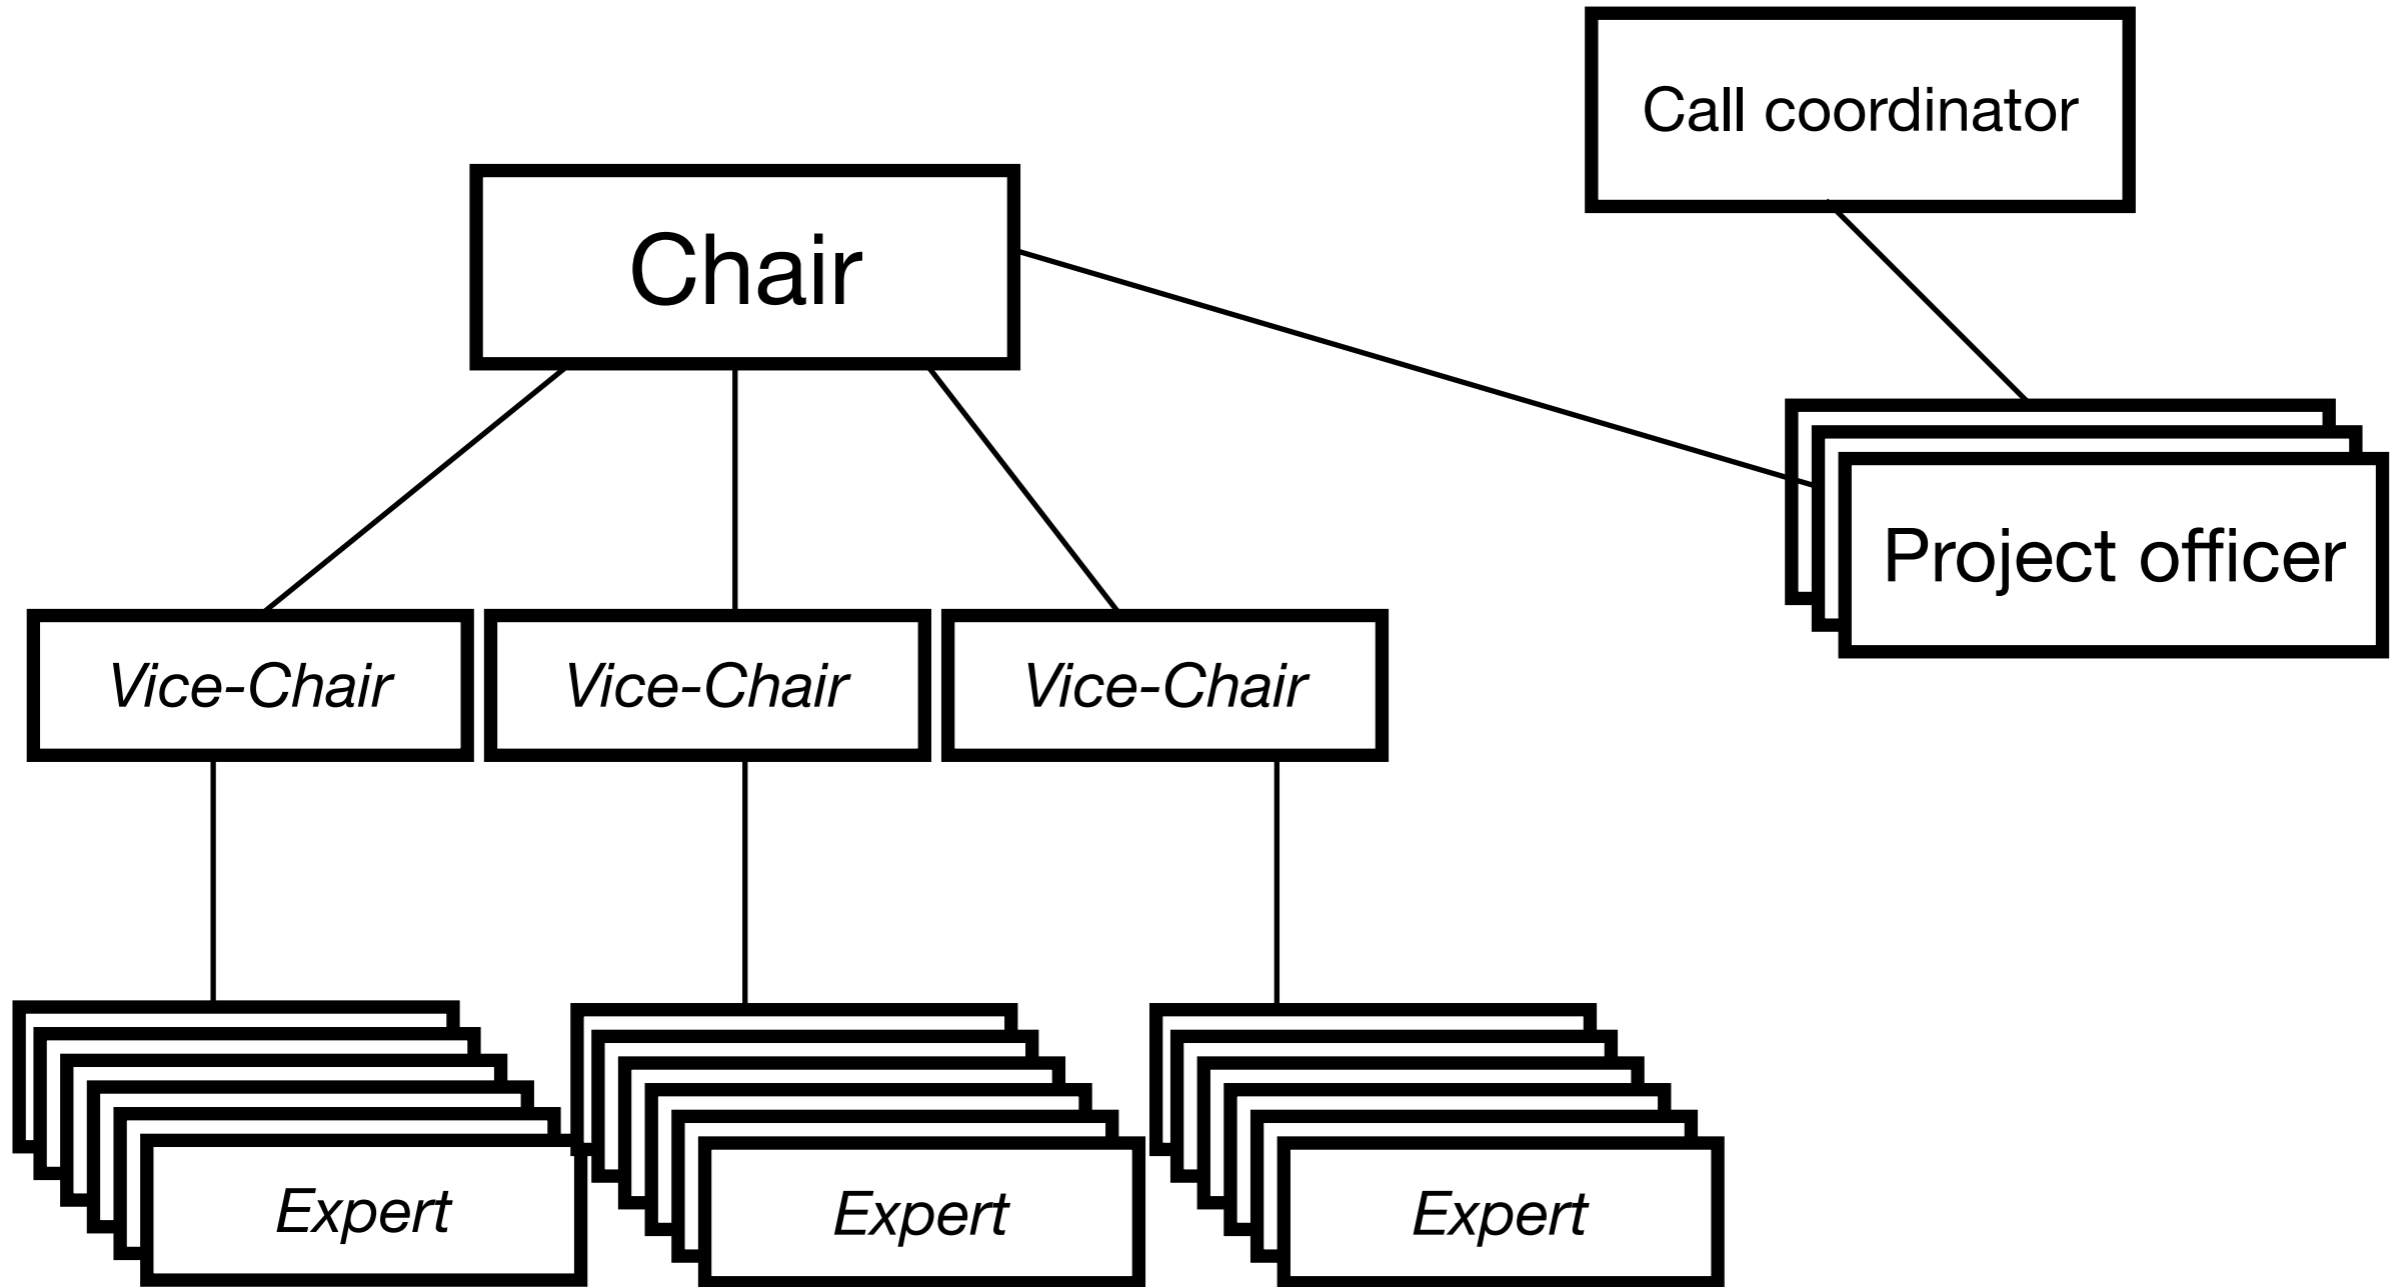 Call coordinator
Chair
Project officer
Vice-Chair
Vice-Chair
Vice-Chair
Expert
Expert
Expert